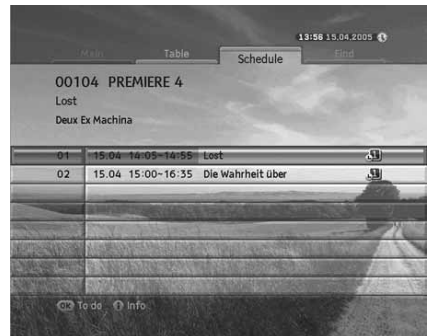 13:58 15.04.2005
Main Table Schedule Find
00104 PREMIERE 4
Lost
Deux Ex Machina
01 15.04 14:05~14:55 Lost
02 15.04 15:00~16:35 Die Wahrheit über
OK To do i Info